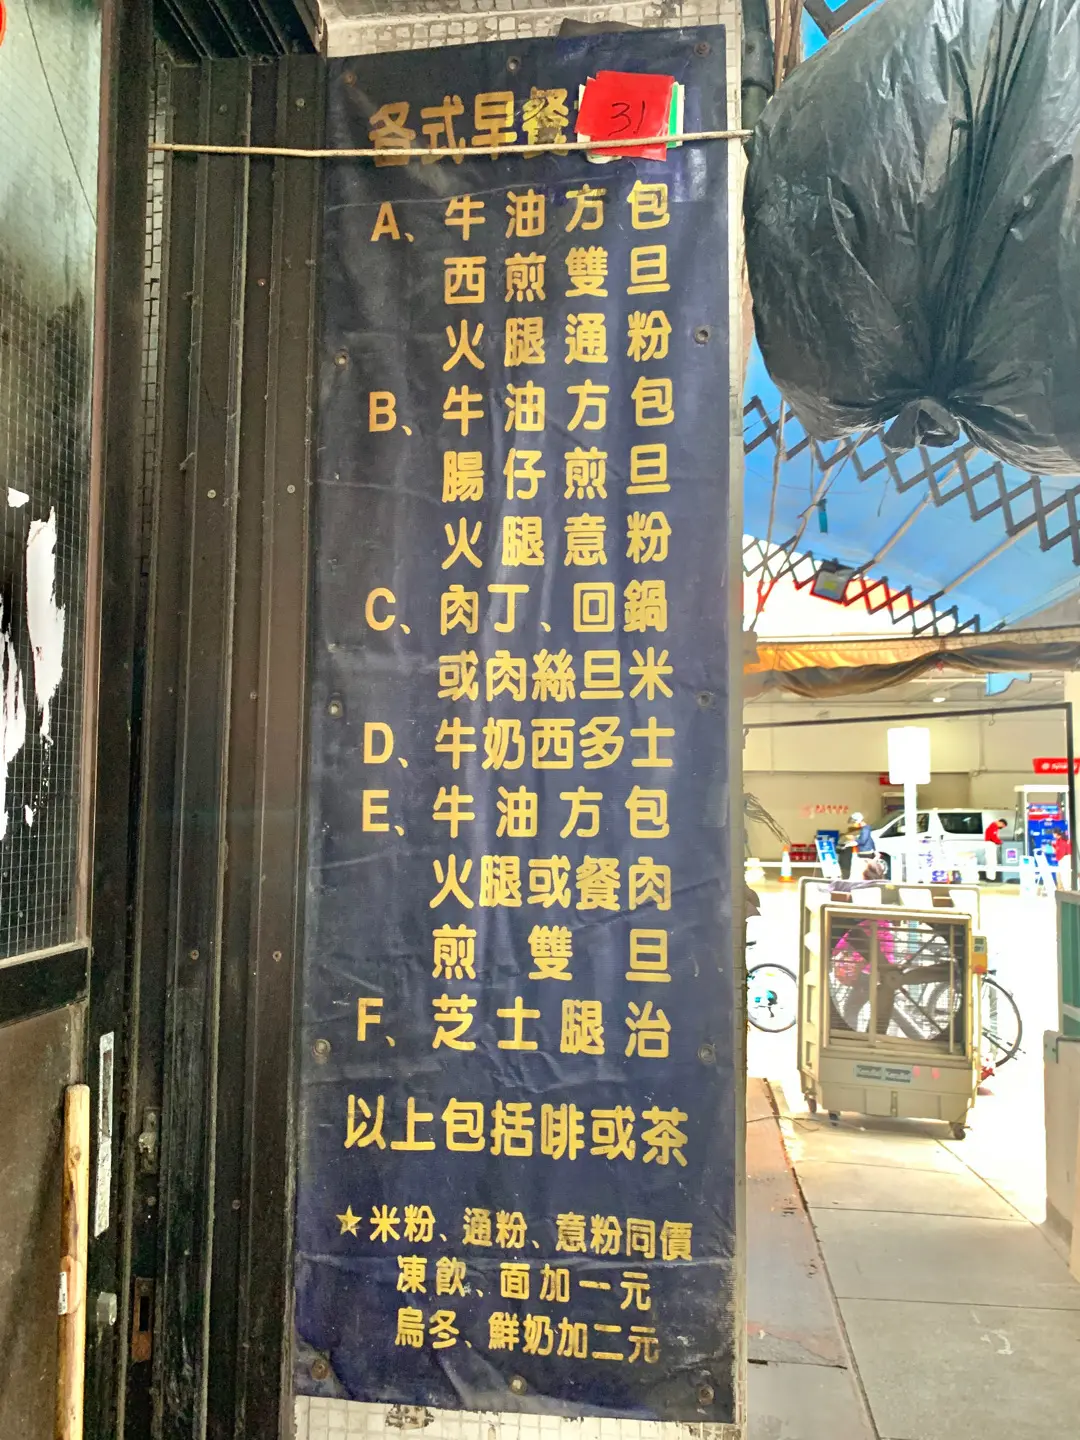 各式早餐
31
A、牛油方包
西煎雙旦
火腿通粉
B、牛油方包
腸仔煎旦
火腿意粉
C、肉丁、回鍋
或肉絲旦米
D、牛奶西多士
E、牛油方包
火腿或餐肉
煎雙旦
F、芝士腿治
以上包括啡或茶
★米粉、通粉、意粉同價
凍飲、面加一元
烏冬、鮮奶加二元